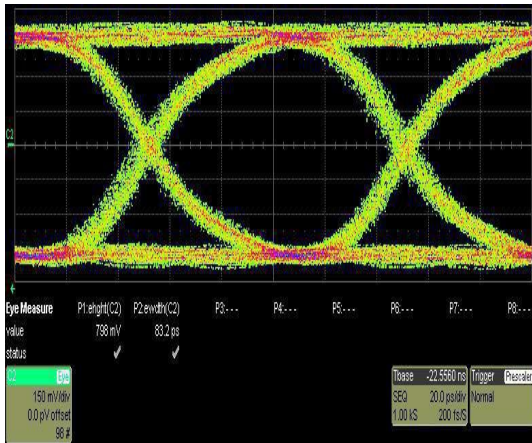 C2
Eye Measure P1:ehght(C2) P2:ewdth(C2) P3:--- P4:--- P5:--- P6:--- P7:--- P8:---
value 798 mV 83.2 ps
status ✓ ✓
C2 Eye
150 mV/div
0.0 pV offset
98 #
Tbase -22.5560 ns
SEQ 20.0 ps/div
1.00 kS 200 fs/S
Trigger Prescaler
Normal